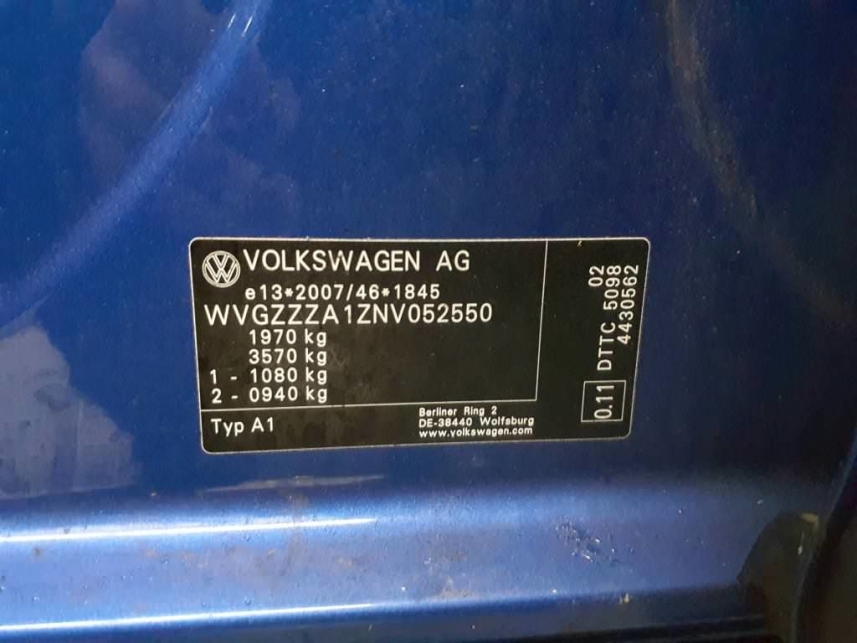 VOLKSWAGEN AG
e13*2007/46*1845
WVGZZZA1ZNV052550
1970 kg
3570 kg
1 - 1080 kg
2 - 0940 kg
Typ A1
Berliner Ring 2
DE-38440 Wolfsburg
www.volkswagen.com
02
0.11 DTTC 5098
4430562